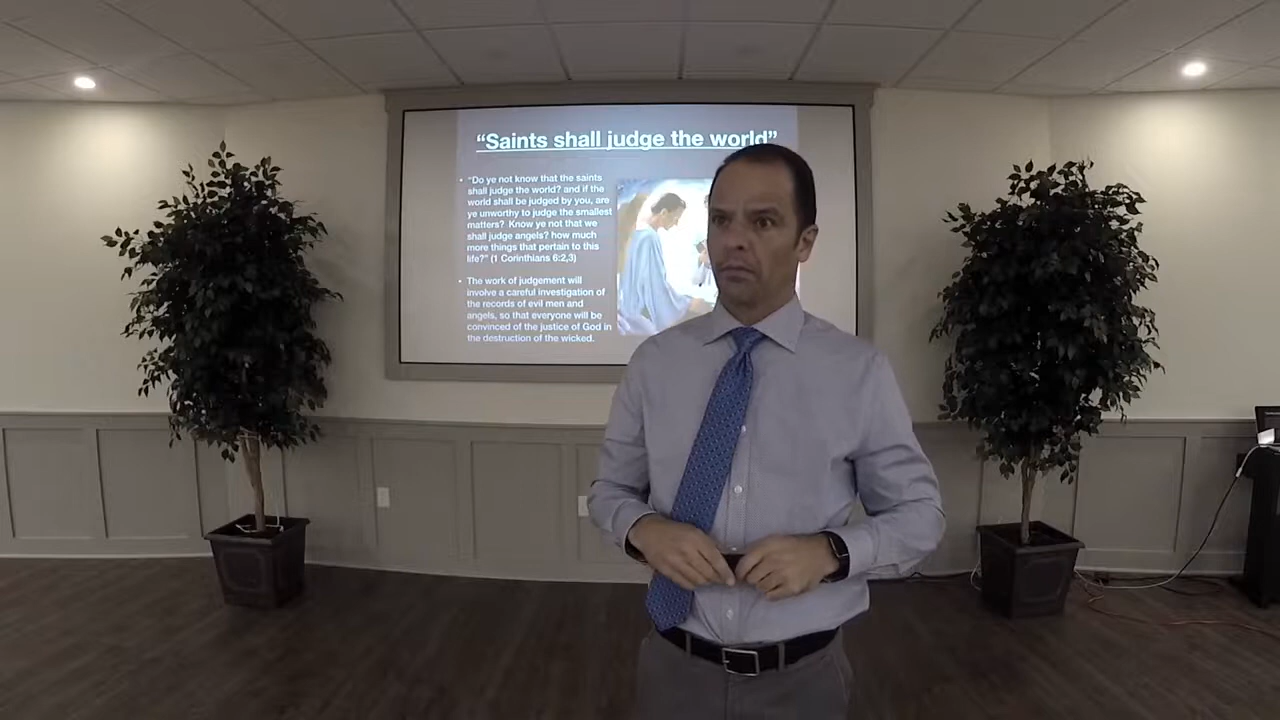 “Saints shall judge the world”
• “Do ye not know that the saints
shall judge the world? and if the
world shall be judged by you, are
ye unworthy to judge the smallest
matters? Know ye not that we
shall judge angels? how much
more things that pertain to this
life?” (1 Corinthians 6:2,3)
• The work of judgement will
involve a careful investigation of
the records of evil men and
angels, so that everyone will be
convinced of the justice of God in
the destruction of the wicked.